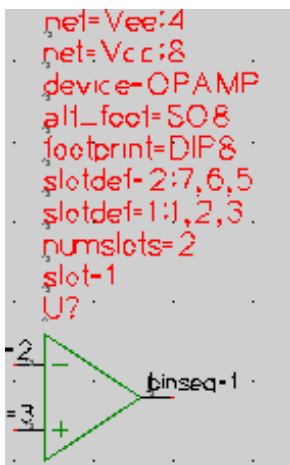 net=Vee:4
net=Vcc:8
device=OPAMP
alt_foot=SO8
footprint=DIP8
slotdef=2:7,6,5
slotdef=1:1,2,3
numslots=2
slot=1
U?
=2
-
pinseq=1
=3
+